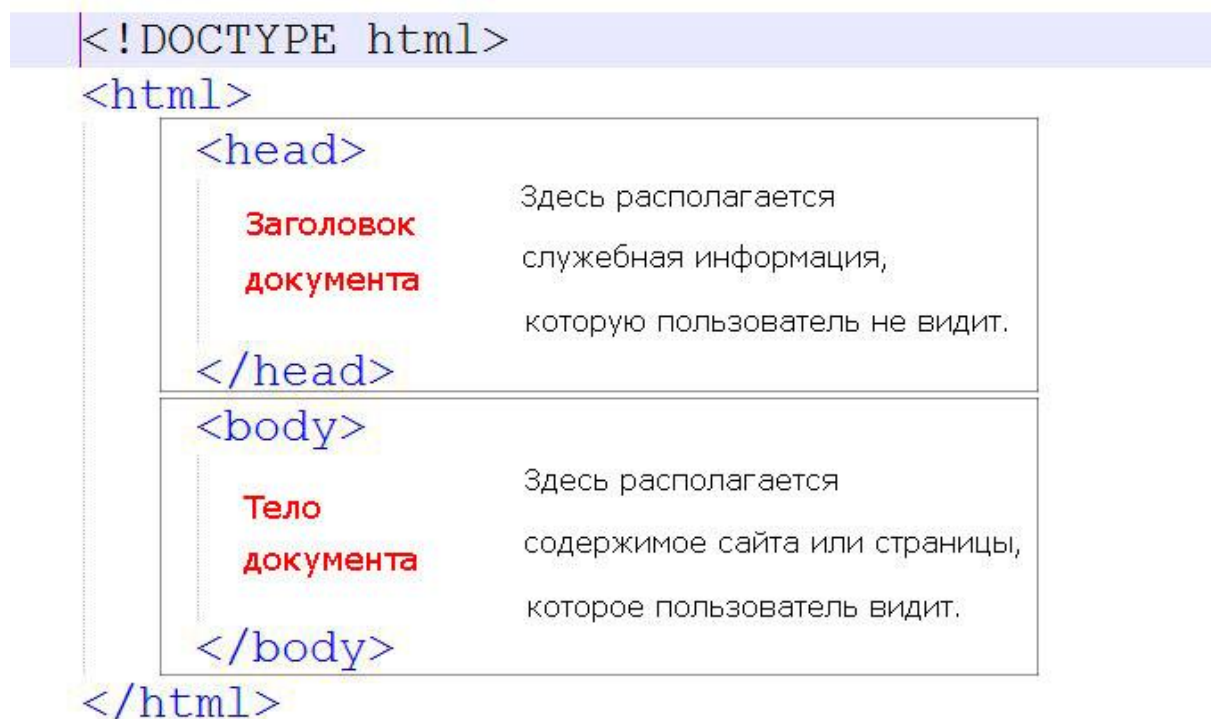 <!DOCTYPE html>
<html>
<head>
Заголовок
документа
Здесь располагается
служебная информация,
которую пользователь не видит.
</head>
<body>
Тело
документа
Здесь располагается
содержимое сайта или страницы,
которое пользователь видит.
</body>
</html>